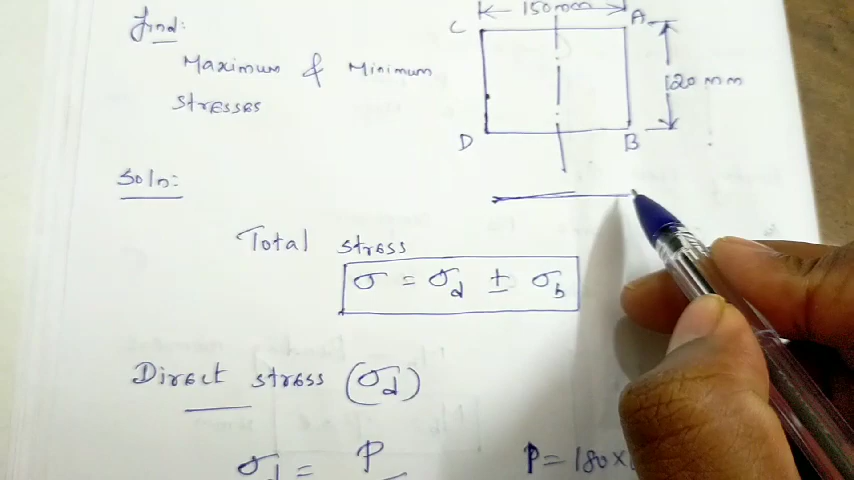 Find:
Maximum & Minimum
stresses
150mm
C
A
120 mm
D
B
Soln:
Total stress
σ = σd ± σb
Direct stress (σd)
σd = P
P = 180×